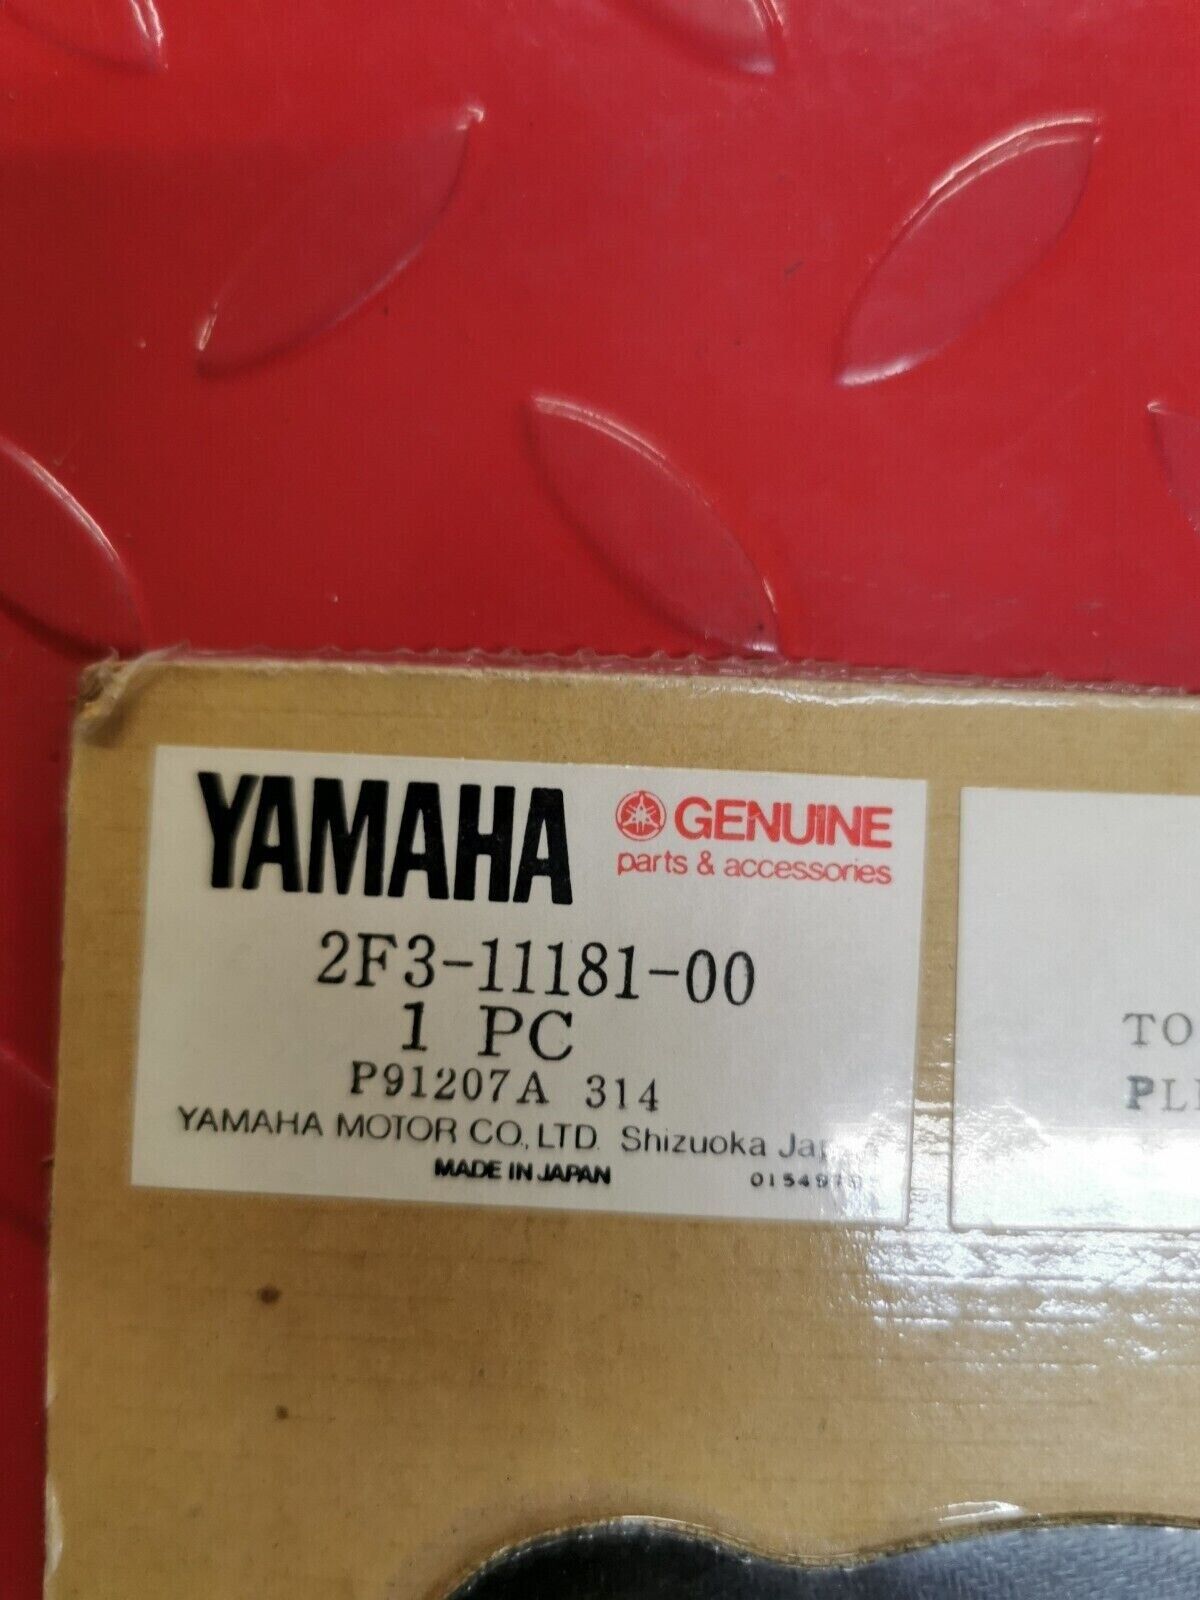 YAMAHA
GENUINE
parts & accessories
2F3-11181-00
1 PC
P91207A 314
YAMAHA MOTOR CO., LTD. Shizuoka
MADE IN JAPAN
TO